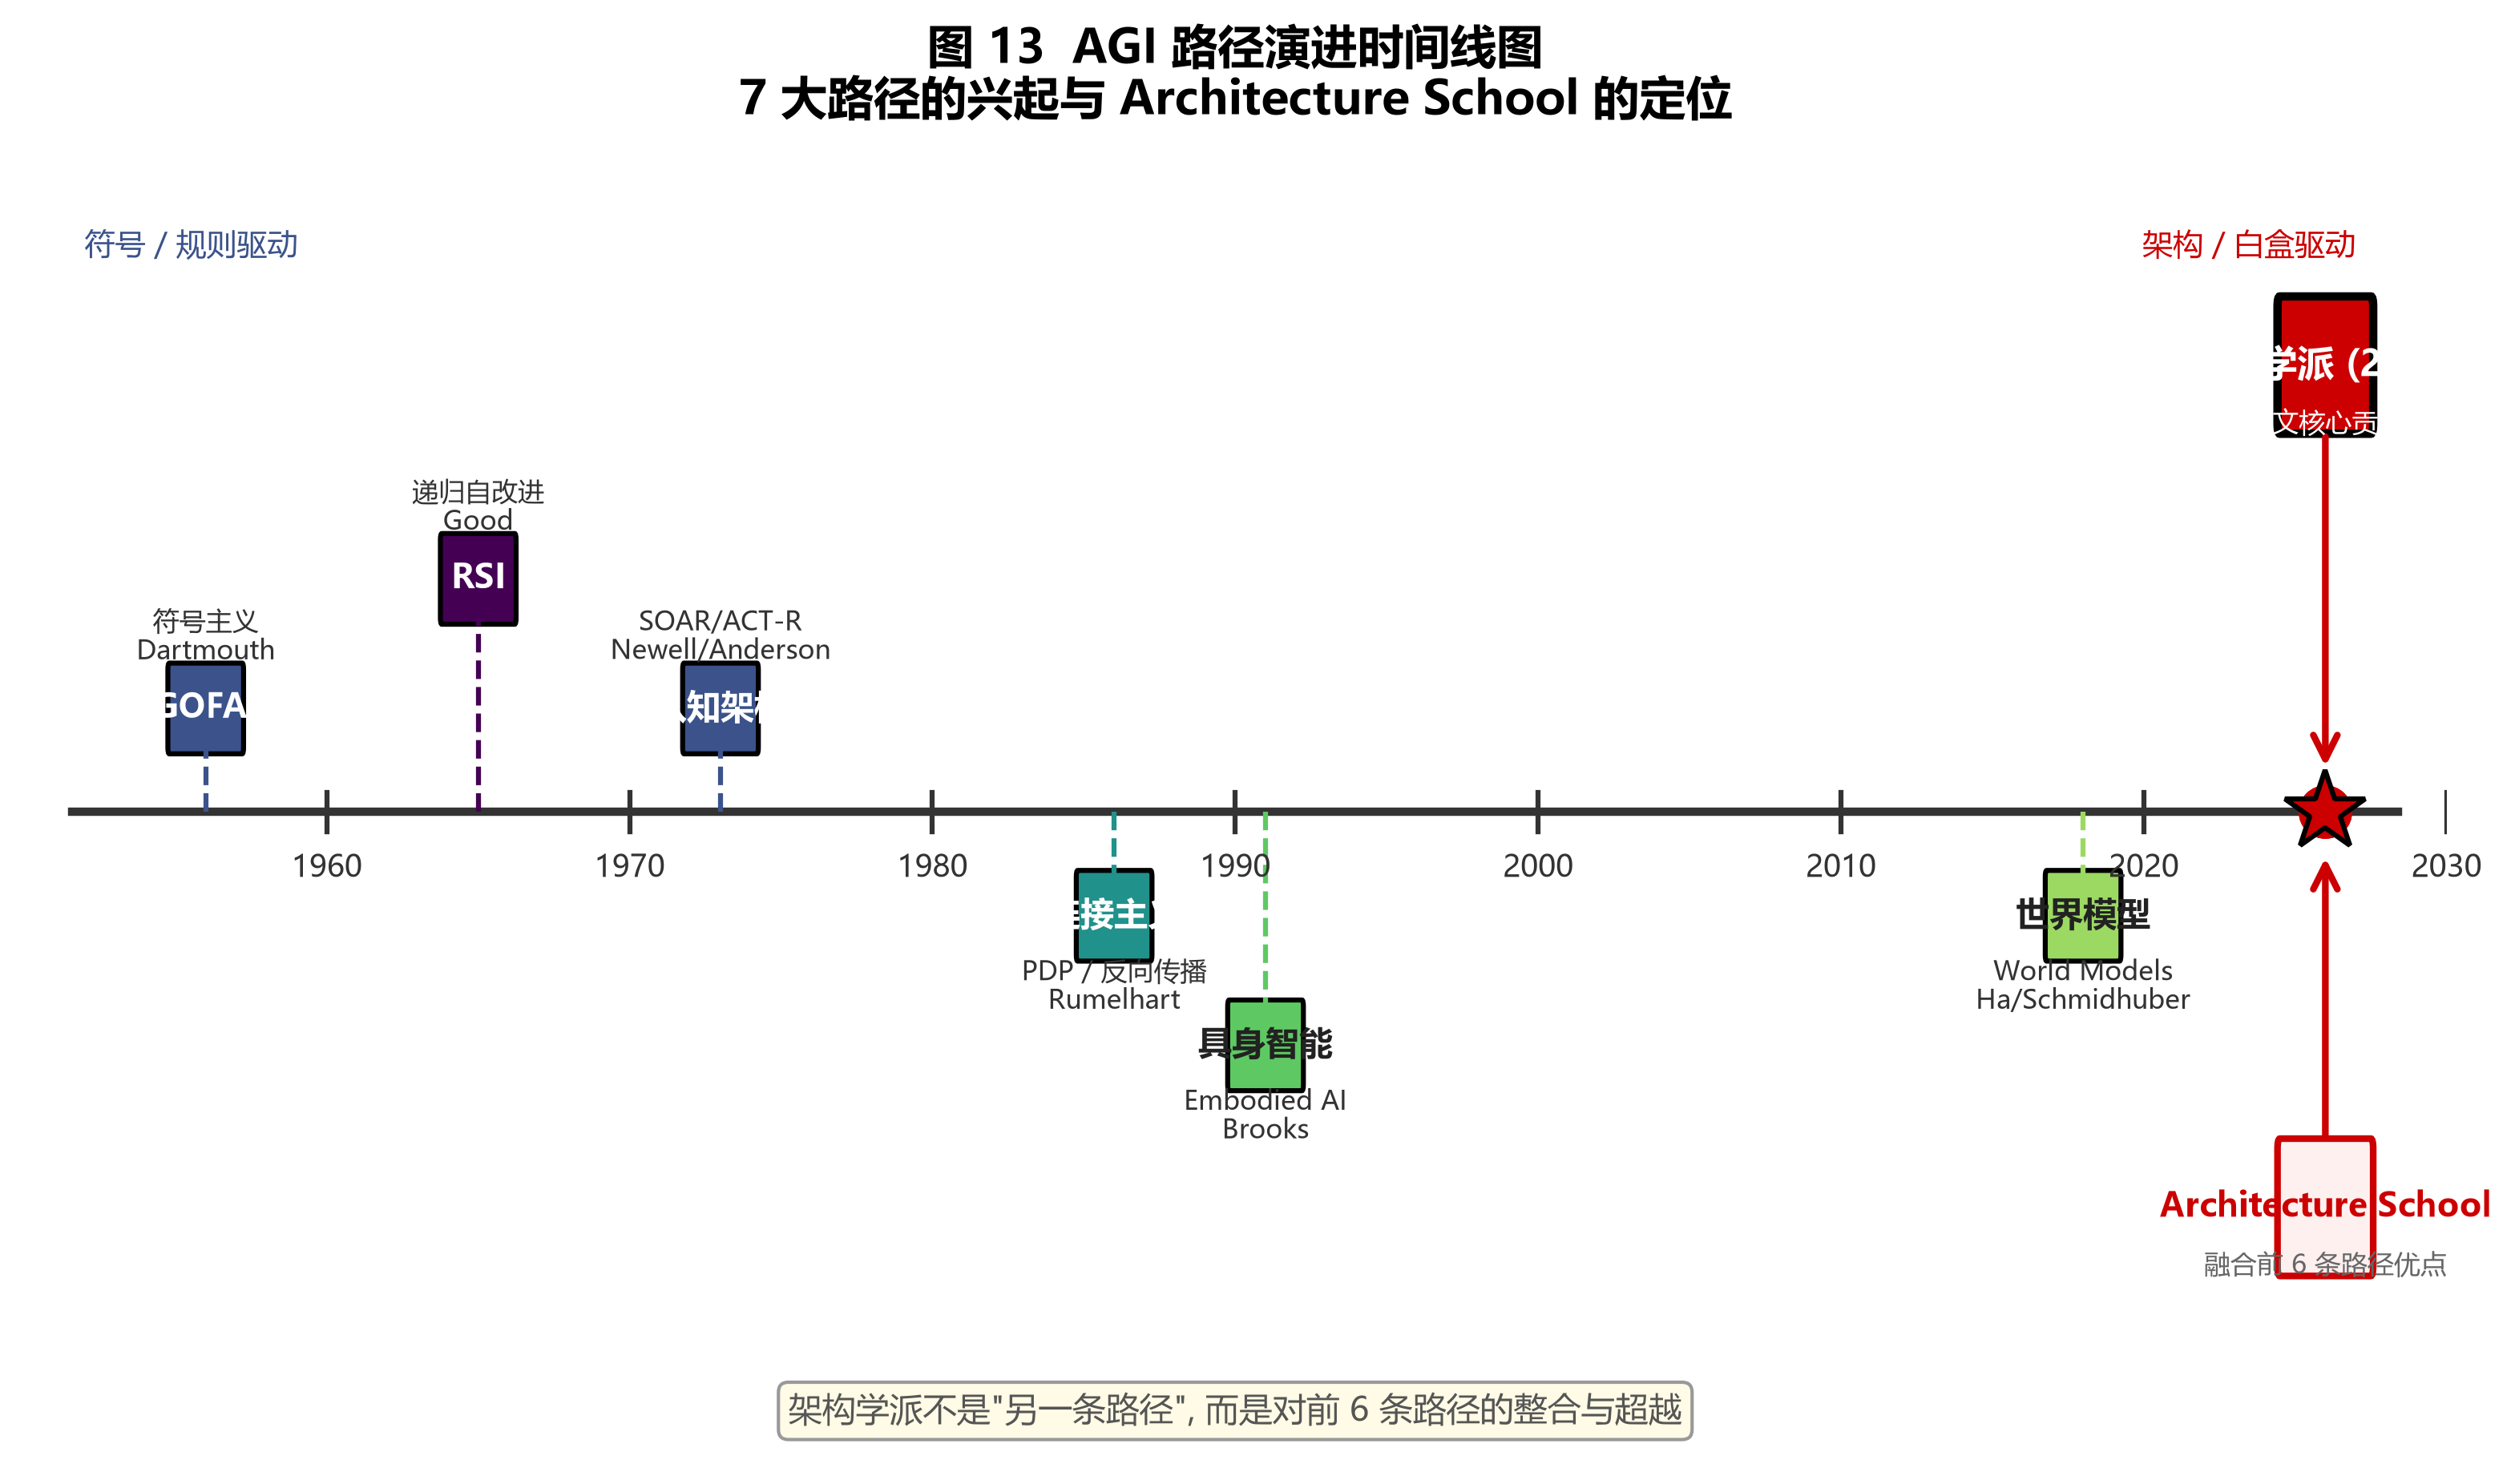 图 13 AGI 路径演进时间线图
7 大路径的兴起与 Architecture School 的定位
符号 / 规则驱动
架构 / 白盒驱动
学派 (2
文核心贡
递归自改进
Good
RSI
符号主义
Dartmouth
GOFA
SOAR/ACT-R
Newell/Anderson
知架
1960
1970
1980
1990
2000
2010
2020
2030
接主
PDP / 反向传播
Rumelhart
具身智能
Embodied AI
Brooks
世界模型
World Models
Ha/Schmidhuber
Architecture School
融合前 6 条路径优点
架构学派不是"另一条路径", 而是对前 6 条路径的整合与超越